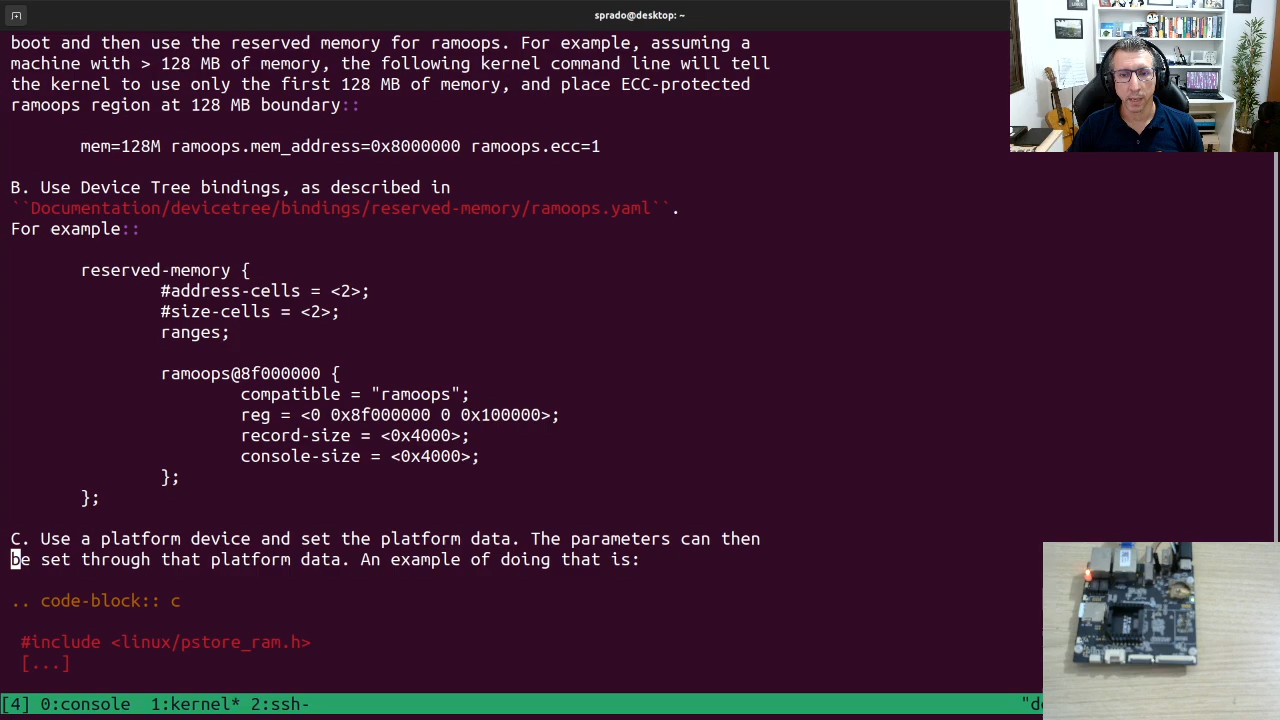 sprado@desktop: ~
boot and then use the reserved memory for ramoops. For example, assuming a
machine with > 128 MB of memory, the following kernel command line will tell
the kernel to use only the first 128 MB of memory, and place ECC-protected
ramoops region at 128 MB boundary::
mem=128M ramoops.mem_address=0x8000000 ramoops.ecc=1
B. Use Device Tree bindings, as described in
``Documentation/devicetree/bindings/reserved-memory/ramoops.yaml``.
For example::
reserved-memory {
#address-cells = <2>;
#size-cells = <2>;
ranges;
ramoops@8f000000 {
compatible = "ramoops";
reg = <0 0x8f000000 0 0x100000>;
record-size = <0x4000>;
console-size = <0x4000>;
};
};
C. Use a platform device and set the platform data. The parameters can then
be set through that platform data. An example of doing that is:
.. code-block:: c
#include <linux/pstore_ram.h>
[...]
[4] 0:console 1:kernel* 2:ssh- "de